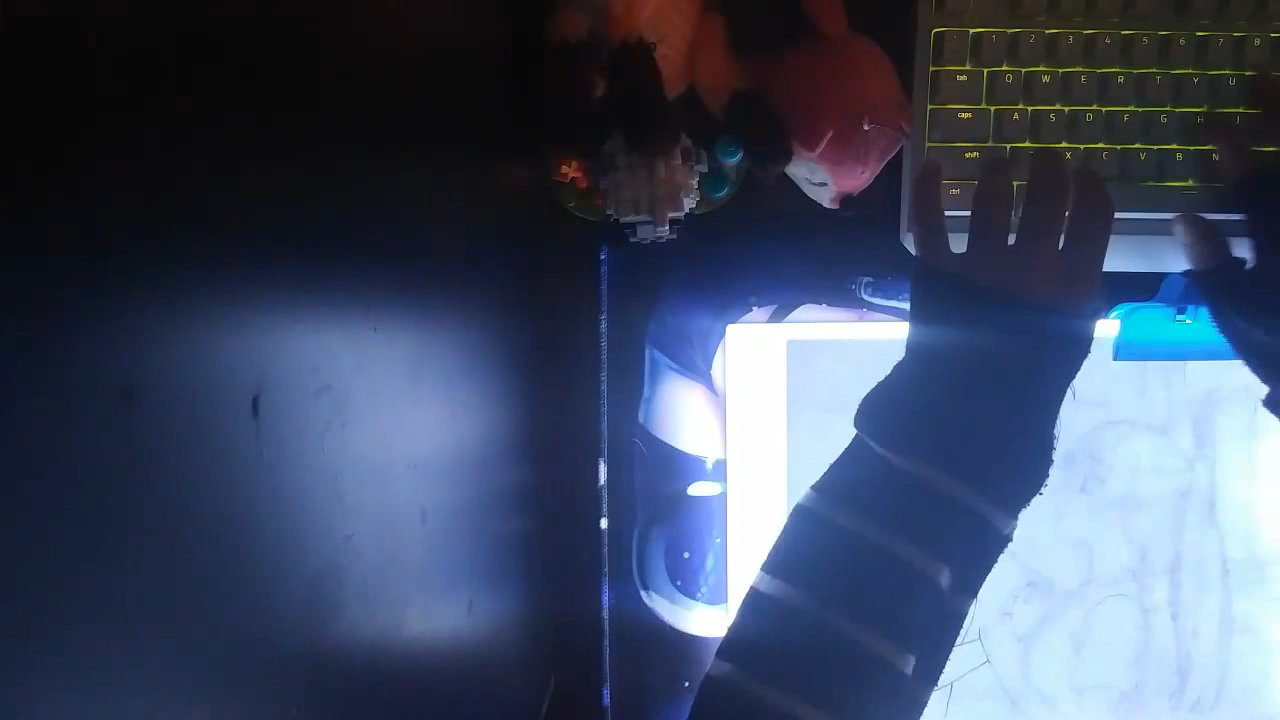 ` 1 2 3 4 5 6 7 8
tab Q W E R T Y U
caps A S D F G H J
shift X C V B N
ctrl